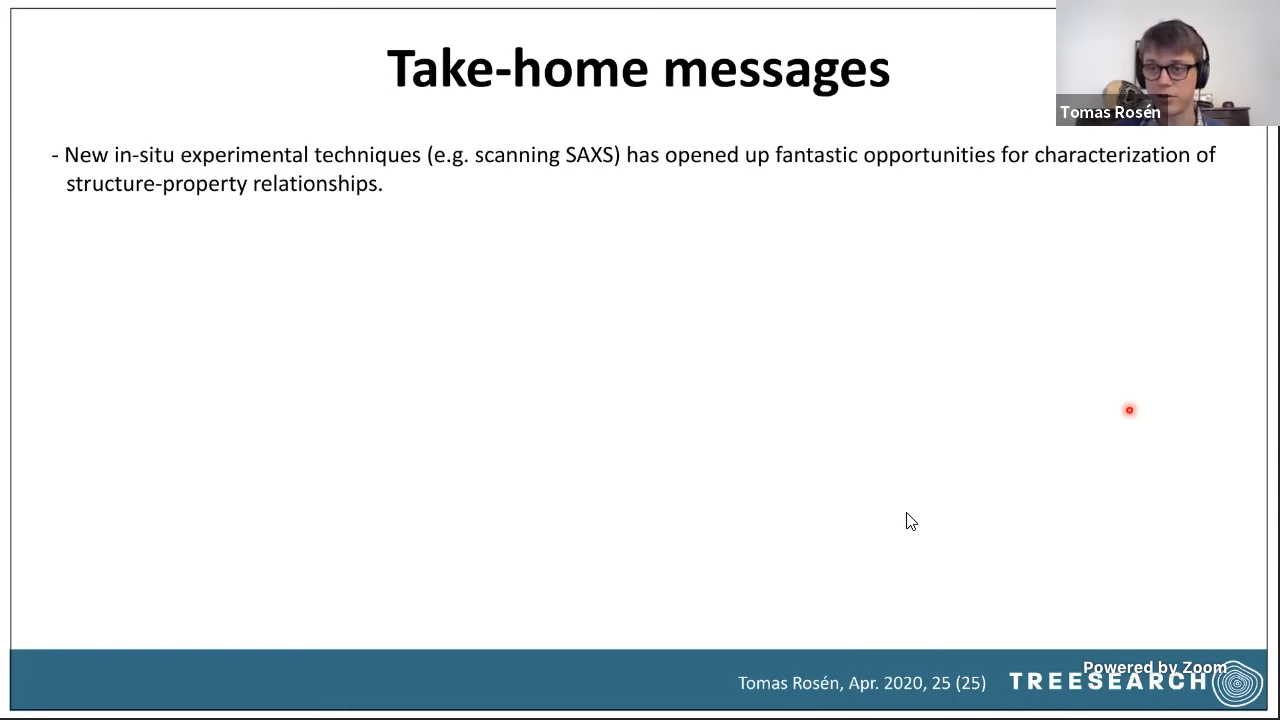 Take-home messages
Tomas Rosén
- New in-situ experimental techniques (e.g. scanning SAXS) has opened up fantastic opportunities for characterization of
structure-property relationships.
Powered by Zoom
Tomas Rosén, Apr. 2020, 25 (25)
TREESEARCH